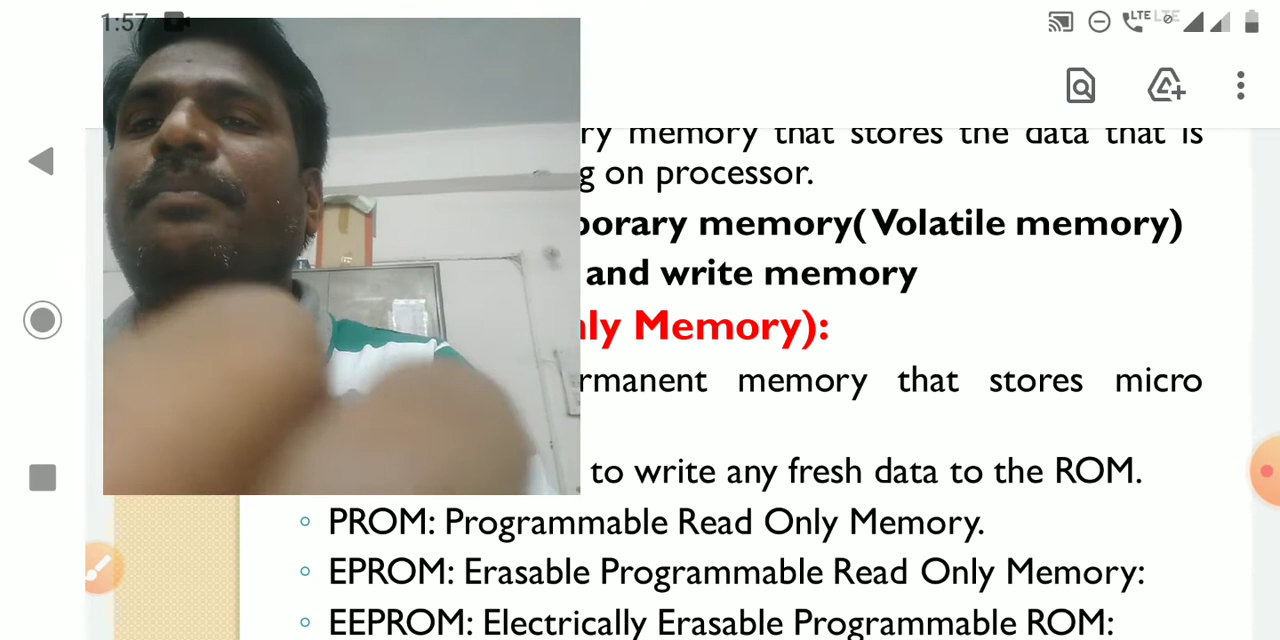 1:57
LTE LTE
ry memory that stores the data that is
g on processor.
porary memory( Volatile memory)
and write memory
nly Memory):
rmanent memory that stores micro
to write any fresh data to the ROM.
PROM: Programmable Read Only Memory.
EPROM: Erasable Programmable Read Only Memory:
EEPROM: Electrically Erasable Programmable ROM: